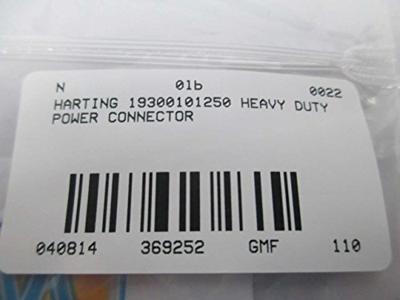 N 01b 0022
HARTING 19300101250 HEAVY DUTY
POWER CONNECTOR
040814 369252 GMF 110